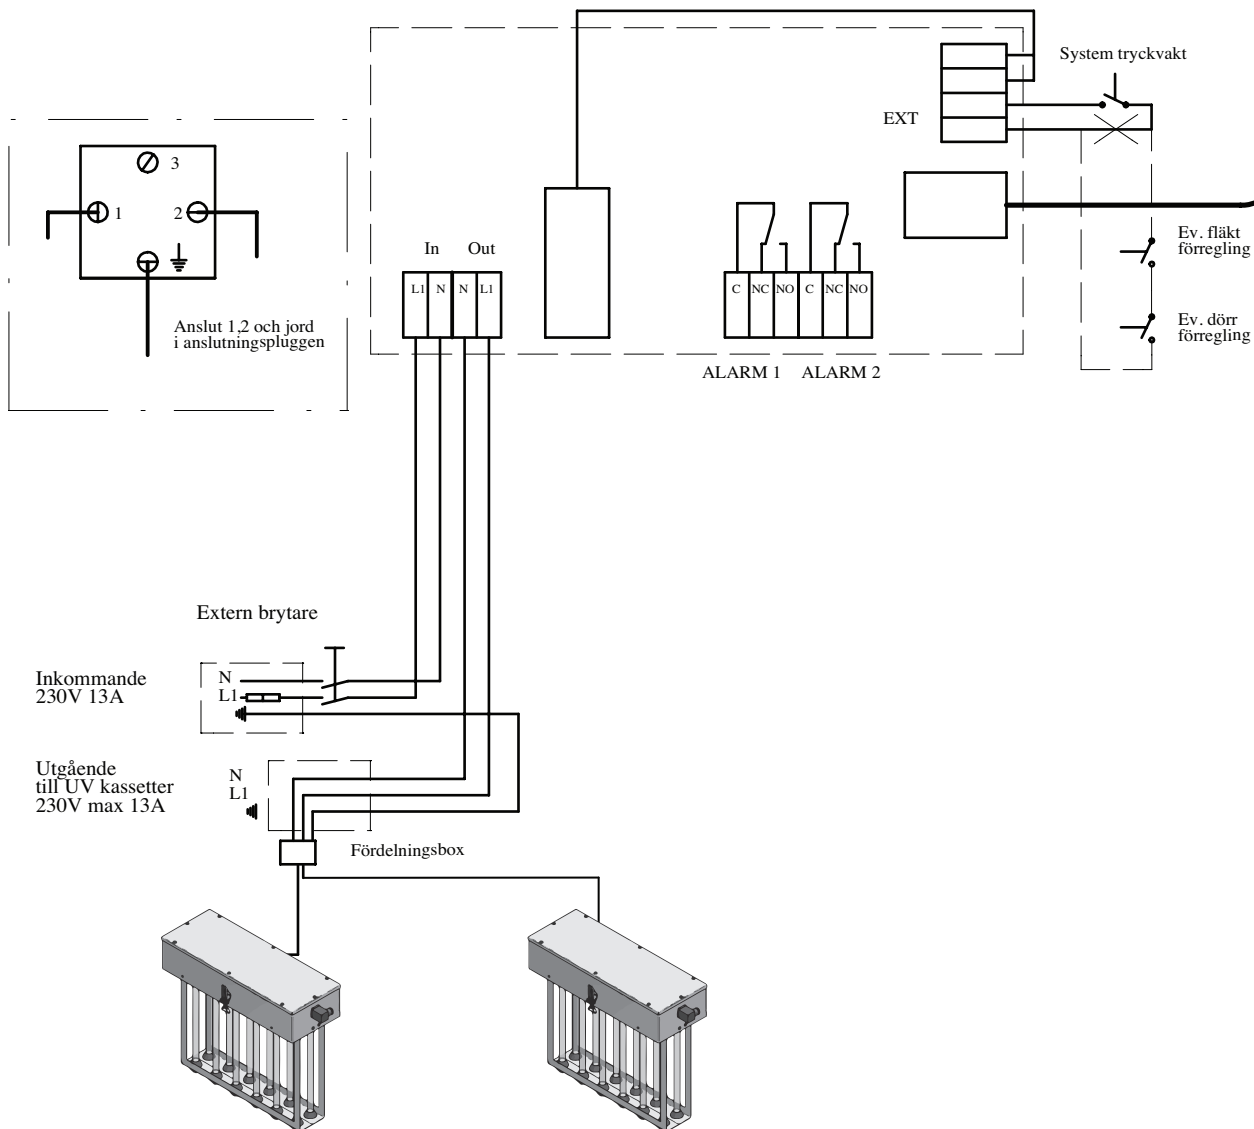 System tryckvakt
EXT
3
1
2
Anslut 1,2 och jord
i anslutningspluggen
In Out
L1 N N L1
C NC NO C NC NO
ALARM 1 ALARM 2
Ev. fläkt
förregling
Ev. dörr
förregling
Extern brytare
Inkommande
230V 13A
N
L1
Utgående
till UV kassetter
230V max 13A
N
L1
Fördelningsbox